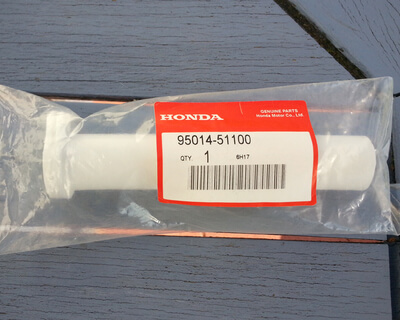 HONDA
GENUINE PARTS
Honda Motor Co., Ltd.
95014-51100
QTY. 1 6H17